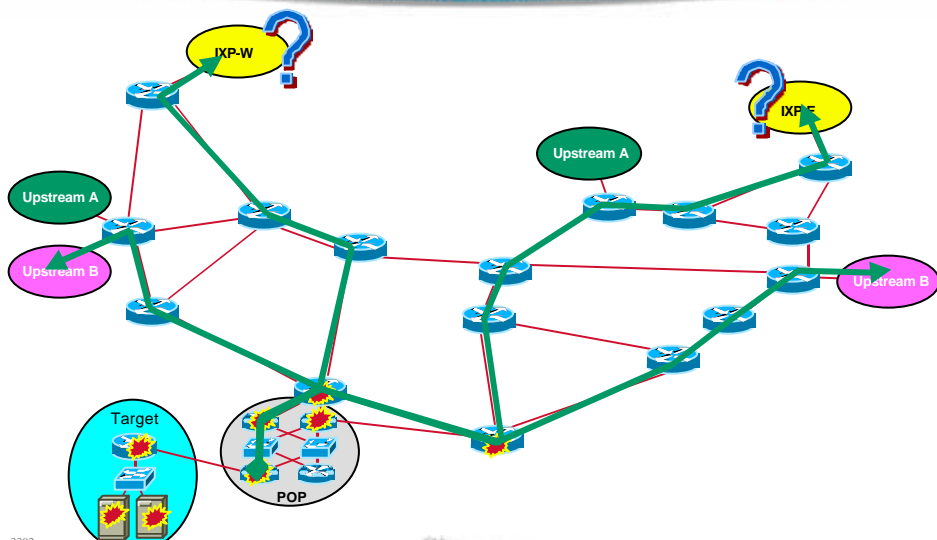 IXP-W
?
?
IXP-E
Upstream A
Upstream A
Upstream B
Upstream B
Target
POP